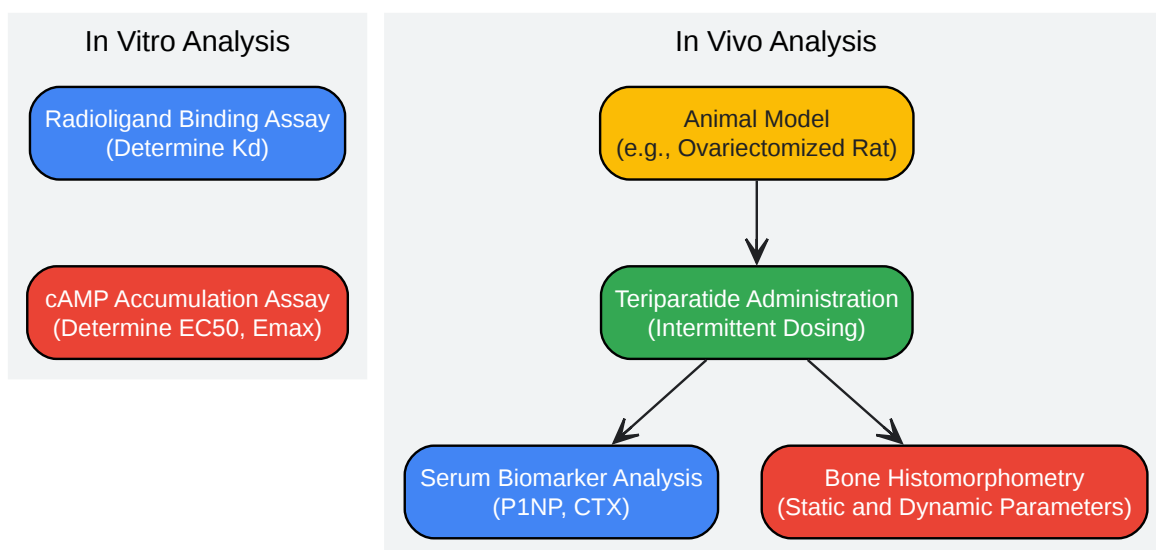 In Vitro Analysis
Radioligand Binding Assay
(Determine Kd)
cAMP Accumulation Assay
(Determine EC50, Emax)
In Vivo Analysis
Animal Model
(e.g., Ovariectomized Rat)
Teriparatide Administration
(Intermittent Dosing)
Serum Biomarker Analysis
(P1NP, CTX)
Bone Histomorphometry
(Static and Dynamic Parameters)